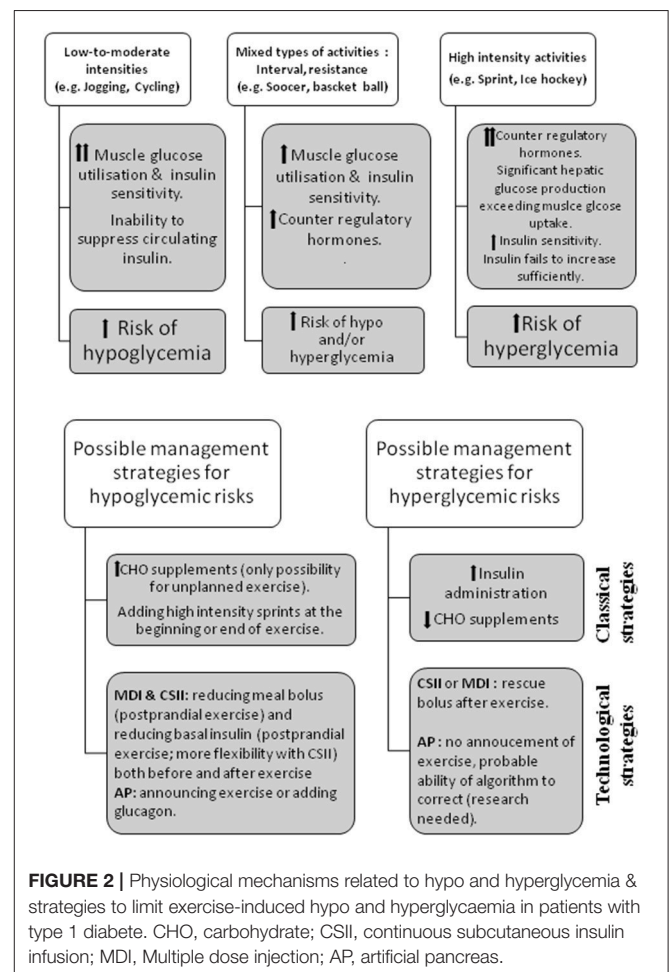 Low-to-moderate
intensities
(e.g. Jogging, Cycling)
Mixed types of activities :
Interval, resistance
(e.g. Soocer, bascket ball)
High intensity activities
(e.g. Sprint, Ice hockey)
⬆⬆ Muscle glucose
utilisation & insulin
sensitivity.
Inability to
suppress circulating
insulin.
⬆ Muscle glucose
utilisation & insulin
sensitivity.
⬆ Counter regulatory
hormones.
.
⬆⬆Counter regulatory
hormones.
Significant hepatic
glucose production
exceeding muslce glcose
uptake.
⬆ Insulin sensitivity.
Insulin fails to increase
sufficiently.
⬆ Risk of
hypoglycemia
⬆ Risk of hypo
and/or
hyperglycemia
⬆Risk of
hyperglycemia
Possible management
strategies for
hypoglycemic risks
Possible management
strategies for
hyperglycemic risks
⬆CHO supplements (only possibility
for unplanned exercise).
Adding high intensity sprints at the
beginning or end of exercise.
⬆Insulin
administration
⬇CHO supplements
Classical
strategies
MDI & CSII: reducing meal bolus
(postprandial exercise) and
reducing basal insulin (postprandial
exercise; more flexibility with CSII)
both before and after exercise
AP: announcing exercise or adding
glucagon.
CSII or MDI : rescue
bolus after exercise.
AP : no annoucement of
exercise, probable
ability of algorithm to
correct (research
needed).
Technological
strategies
FIGURE 2 | Physiological mechanisms related to hypo and hyperglycemia &
strategies to limit exercise-induced hypo and hyperglycaemia in patients with
type 1 diabete. CHO, carbohydrate; CSII, continuous subcutaneous insulin
infusion; MDI, Multiple dose injection; AP, artificial pancreas.